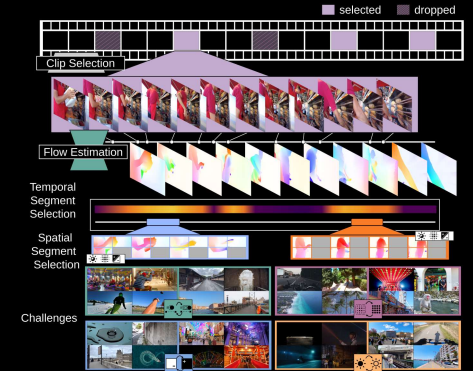 selected dropped
Clip Selection
Flow Estimation
Temporal
Segment
Selection
Spatial
Segment
Selection
Challenges